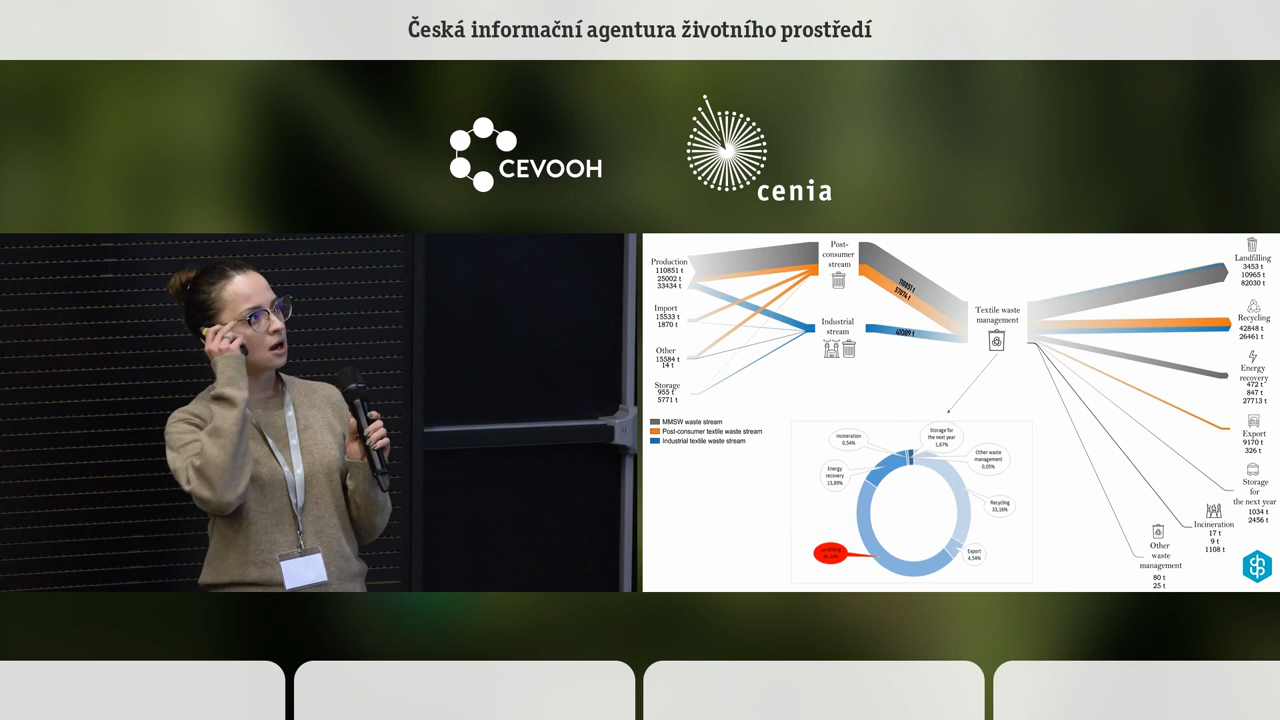 Česká informační agentura životního prostředí
CEVOOH
cenia
Production
110851 t
25002 t
33434 t
Import
15533 t
1870 t
Other
15584 t
14 t
Storage
955 t
5771 t
Post-
consumer
stream
Industrial
stream
110851 t
57074 t
41089 t
Textile waste
management
Landfilling
3453 t
10965 t
82030 t
Recycling
42848 t
26461 t
Energy
recovery
472 t
847 t
27713 t
Export
9170 t
326 t
Storage
for
the next year
1034 t
2456 t
Incineration
17 t
9 t
1108 t
Other
waste
management
80 t
25 t
MMSW waste stream
Post-consumer textile waste stream
Industrial textile waste stream
Incineration
0,54%
Storage for
the next year
1,67%
Other waste
management
0,05%
Energy
recovery
13,89%
Recycling
33,16%
Export
4,54%
Landfilling